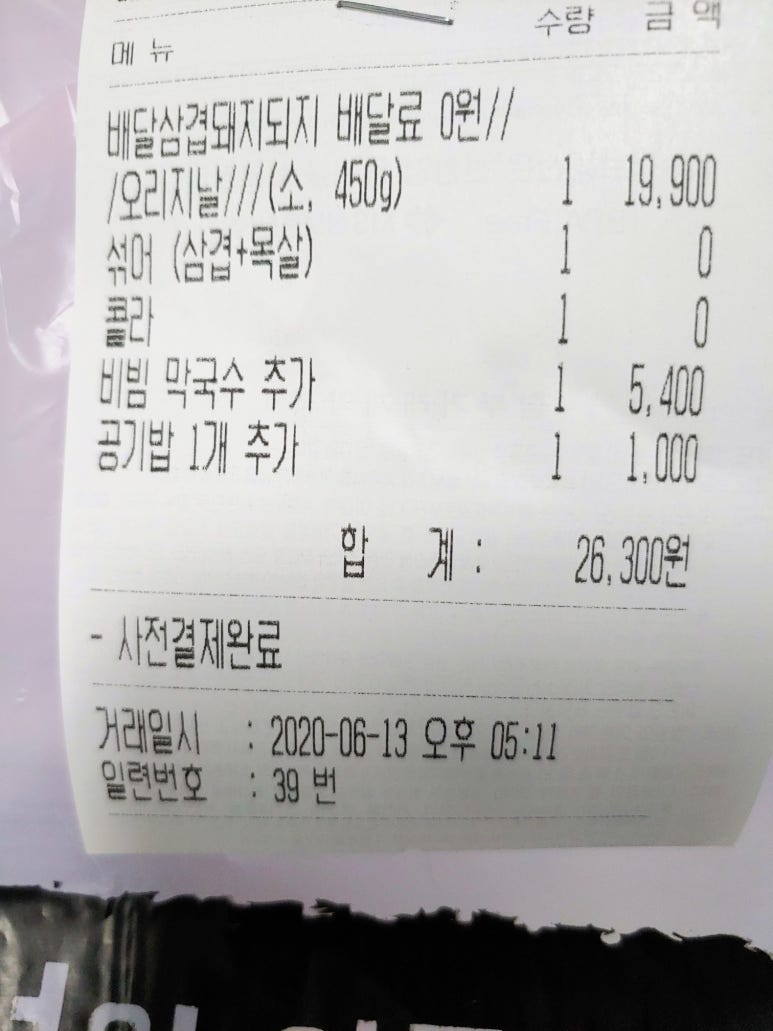 메 뉴 수량 금 액
배달삼겹돼지되지 배달료 0원//
/오리지날///(소, 450g) 1 19,900
섞어 (삼겹+목살) 1 0
콜라 1 0
비빔 막국수 추가 1 5,400
공기밥 1개 추가 1 1,000
합 계 : 26,300원
- 사전결제완료
거래일시 : 2020-06-13 오후 05:11
일련번호 : 39 번